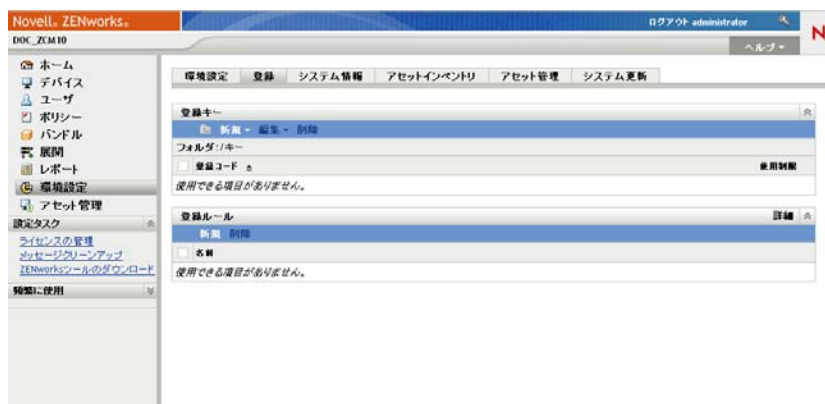 Novell® ZENworks®
ログアウト administrator
DOC_ZCM10
N
ヘルプ
ホーム
デバイス
ユーザ
ポリシー
バンドル
展開
レポート
環境設定
アセット管理
設定タスク
ライセンスの管理
メッセージクリーンアップ
ZENworksツールのダウンロード
頻繁に使用
環境設定 登録 システム情報 アセットインベントリ アセット管理 システム更新
登録キー
新規 編集 削除
フォルダ:/キー
登録コード 使用制限
使用できる項目がありません。
登録ルール 詳細
新規 削除
名前
使用できる項目がありません。